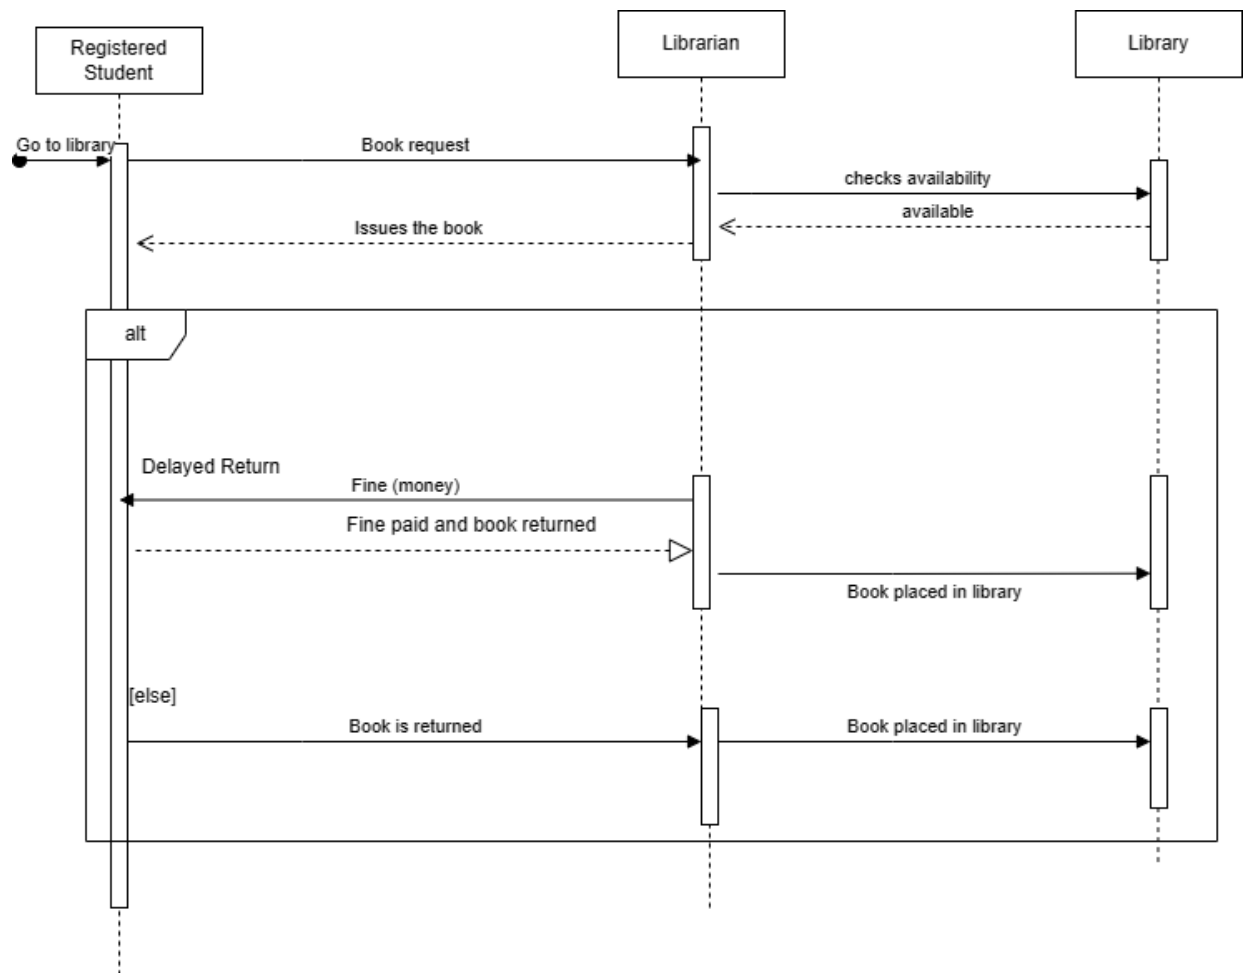 Registered
Student
Librarian
Library
Go to library
Book request
checks availability
available
Issues the book
alt
Delayed Return
Fine (money)
Fine paid and book returned
Book placed in library
[else]
Book is returned
Book placed in library